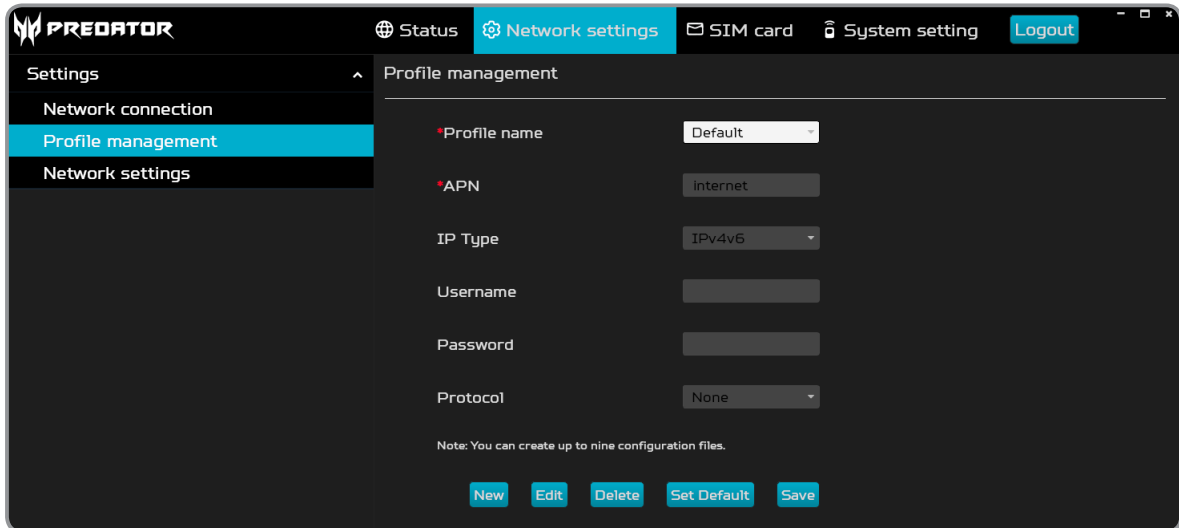 PREDATOR
Status
Network settings
SIM card
System setting
Logout
Settings
Network connection
Profile management
Network settings
Profile management
*Profile name
Default
*APN
internet
IP Type
IPv4v6
Username
Password
Protocol
None
Note: You can create up to nine configuration files.
New
Edit
Delete
Set Default
Save